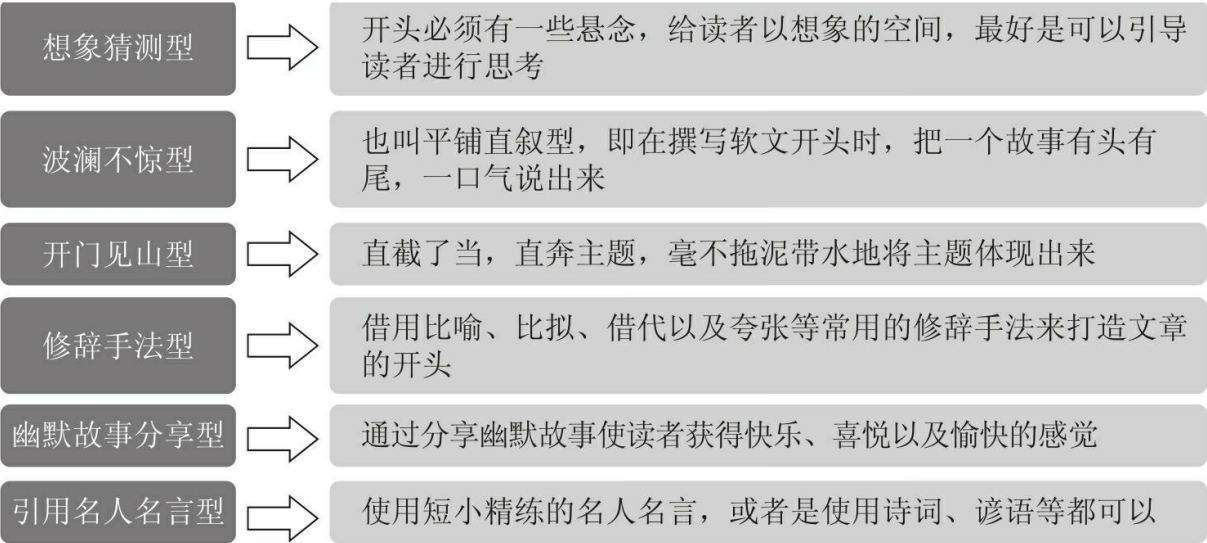 想象猜测型
开头必须有一些悬念，给读者以想象的空间，最好是可以引导
读者进行思考
波澜不惊型
也叫平铺直叙型，即在撰写软文开头时，把一个故事有头有
尾，一口气说出来
开门见山型
直截了当，直奔主题，毫不拖泥带水地将主题体现出来
修辞手法型
借用比喻、比拟、借代以及夸张等常用的修辞手法来打造文章
的开头
幽默故事分享型
通过分享幽默故事使读者获得快乐、喜悦以及愉快的感觉
引用名人名言型
使用短小精练的名人名言，或者是使用诗词、谚语等都可以